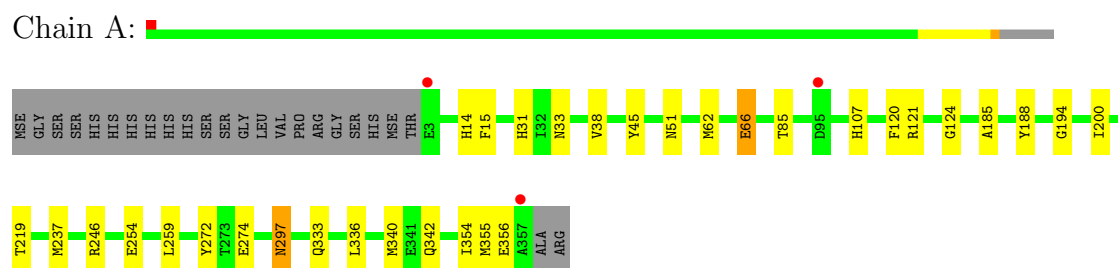 Chain A:
MSE GLY SER SER HIS HIS HIS HIS HIS HIS SER SER GLY LEU VAL PRO ARG GLY SER HIS MSE THR E3 H14 F15 H31 I32 N33 V38 Y45 N51 M62 E66 T85 D95 H107 F120 R121 G124 A185 Y188 G194 I200
T219 M237 R246 E254 L259 Y272 T273 E274 N297 Q333 L336 M340 E341 Q342 I354 M355 E356 A357 ALA ARG